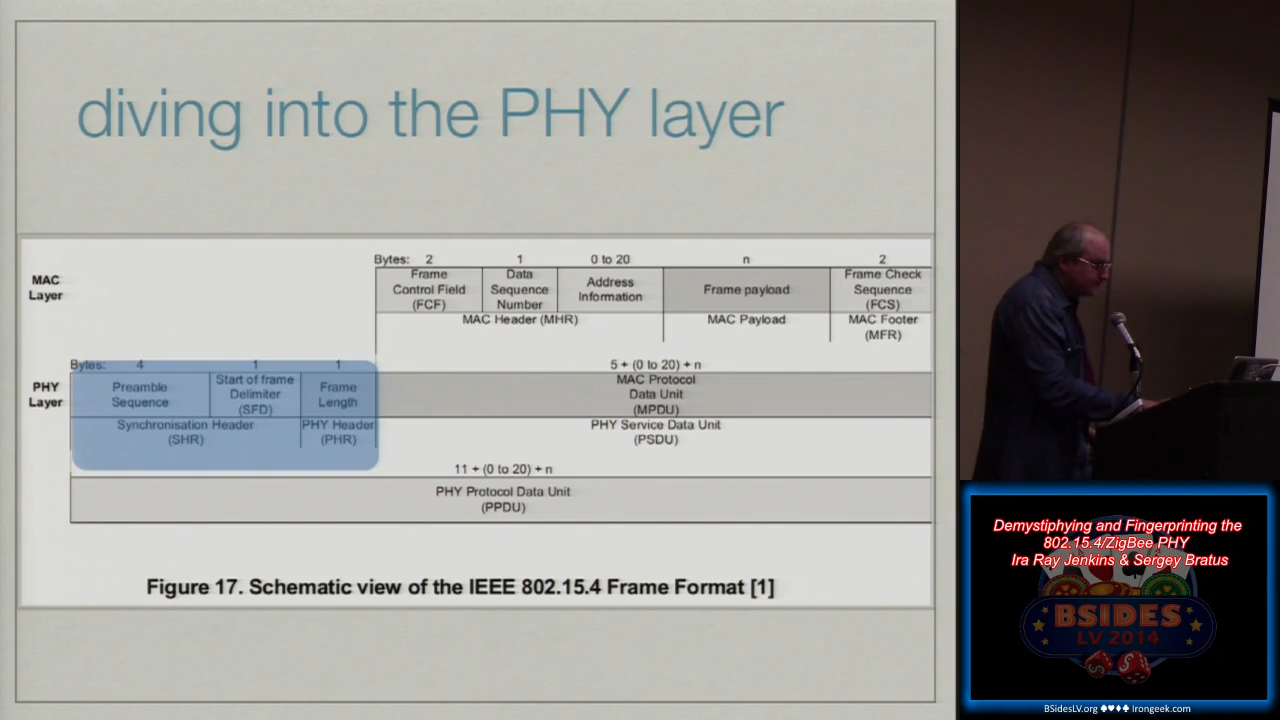 diving into the PHY layer
Bytes: 2 1 0 to 20 n 2
MAC
Layer
Frame
Control Field
(FCF)
Data
Sequence
Number
Address
Information
Frame payload
Frame Check
Sequence
(FCS)
MAC Header (MHR)
MAC Payload
MAC Footer
(MFR)
Bytes: 4 1 1 5 + (0 to 20) + n
PHY
Layer
Preamble
Sequence
Start of frame
Delimiter
(SFD)
Frame
Length
MAC Protocol
Data Unit
(MPDU)
Synchronisation Header
(SHR)
PHY Header
(PHR)
PHY Service Data Unit
(PSDU)
11 + (0 to 20) + n
PHY Protocol Data Unit
(PPDU)
Figure 17. Schematic view of the IEEE 802.15.4 Frame Format [1]
Demystiphying and Fingerprinting the
802.15.4/ZigBee PHY
Ira Ray Jenkins & Sergey Bratus
BSIDES
LV 2014
BSidesLV.org ♣♥♦♠ Irongeek.com